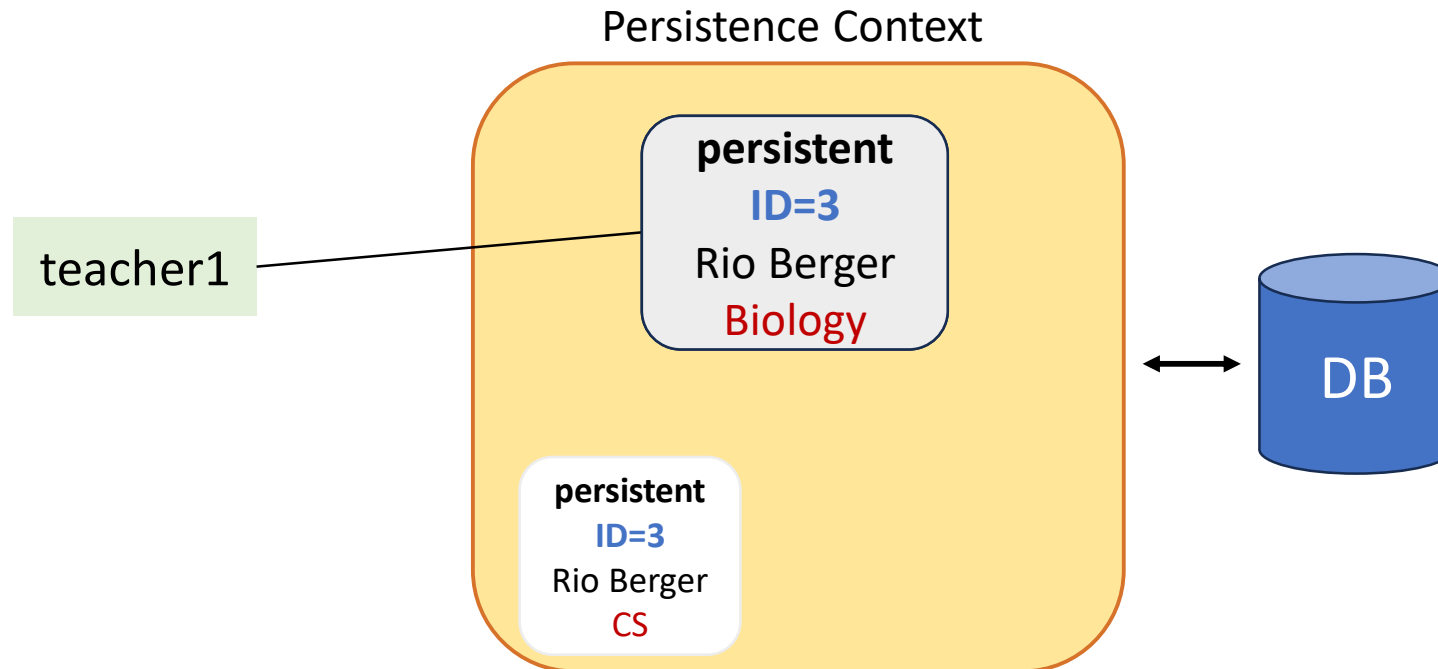 Persistence Context
teacher1
persistent
ID=3
Rio Berger
Biology
DB
persistent
ID=3
Rio Berger
CS